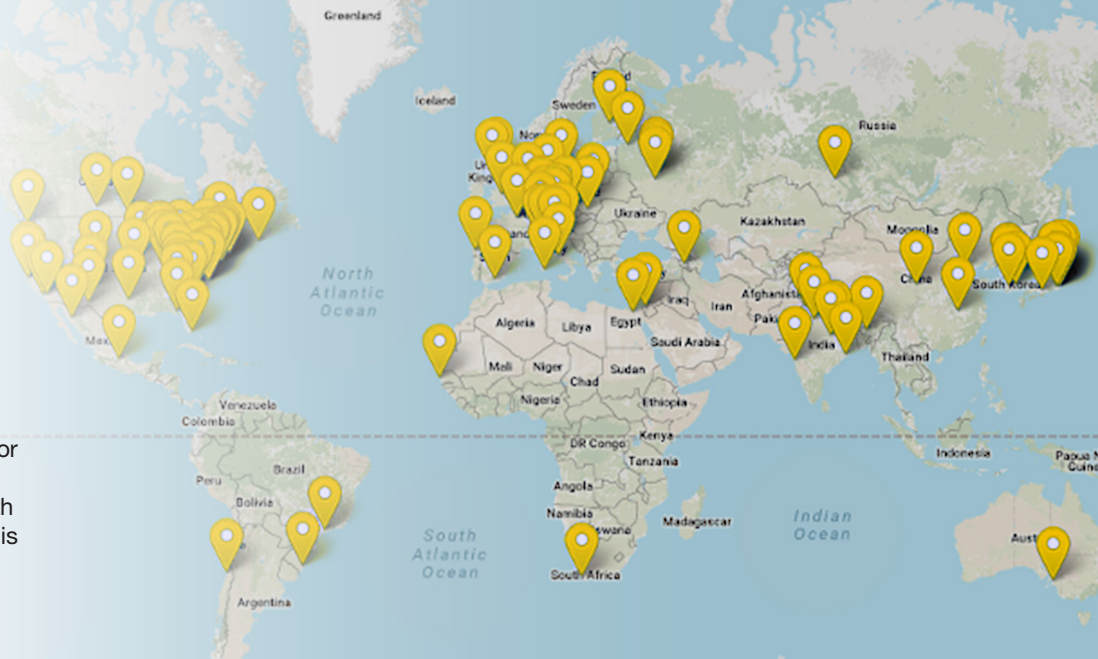 Greenland
Iceland
Sweden
Russia
Ukraine
Kazakhstan
Mongolia
North
Atlantic
Ocean
South Korea
China
Iraq
Iran
Algeria
Libya
Egypt
Saudi Arabia
India
Mali
Niger
Sudan
Thailand
Chad
Nigeria
Ethiopia
Venezuela
Colombia
DR Congo
Kenya
or
Indonesia
Papua N
Guine
Tanzania
Brazil
Peru
Angola
Bolivia
h
Namibia
Madagascar
Indian
Ocean
is
South
Atlantic
Ocean
South Africa
Argentina